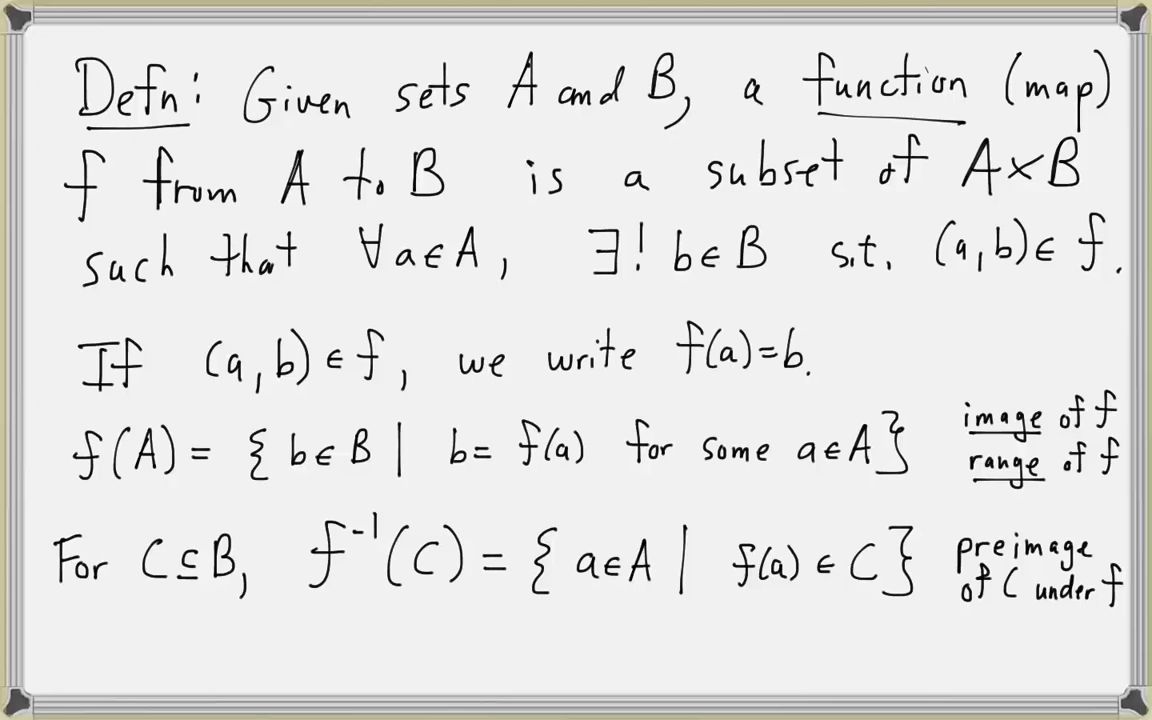 Defn: Given sets A and B, a function (map)
f from A to B is a subset of A×B
such that ∀a∈A, ∃! b∈B s.t. (a,b)∈f.
If (a,b)∈f, we write f(a)=b.
f(A) = { b∈B | b= f(a) for some a∈A} image of f
range of f
For C⊆B, f⁻¹(C) = { a∈A | f(a) ∈ C } preimage
of C under f